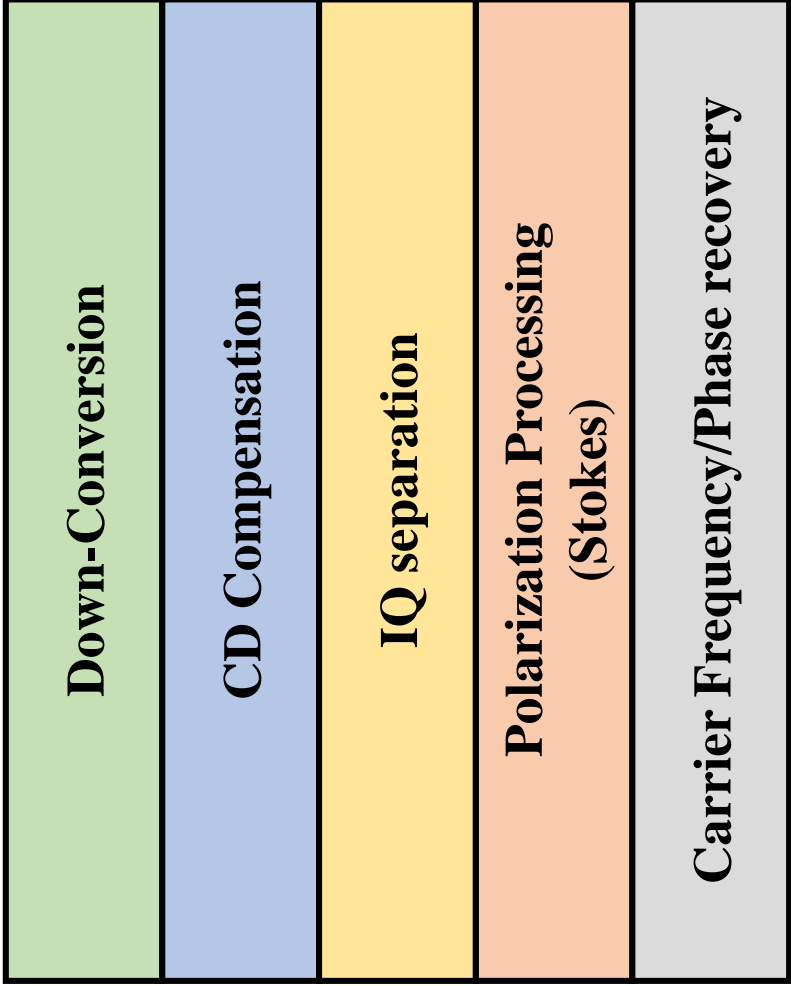 Down-Conversion
CD Compensation
IQ separation
Polarization Processing
(Stokes)
Carrier Frequency/Phase recovery